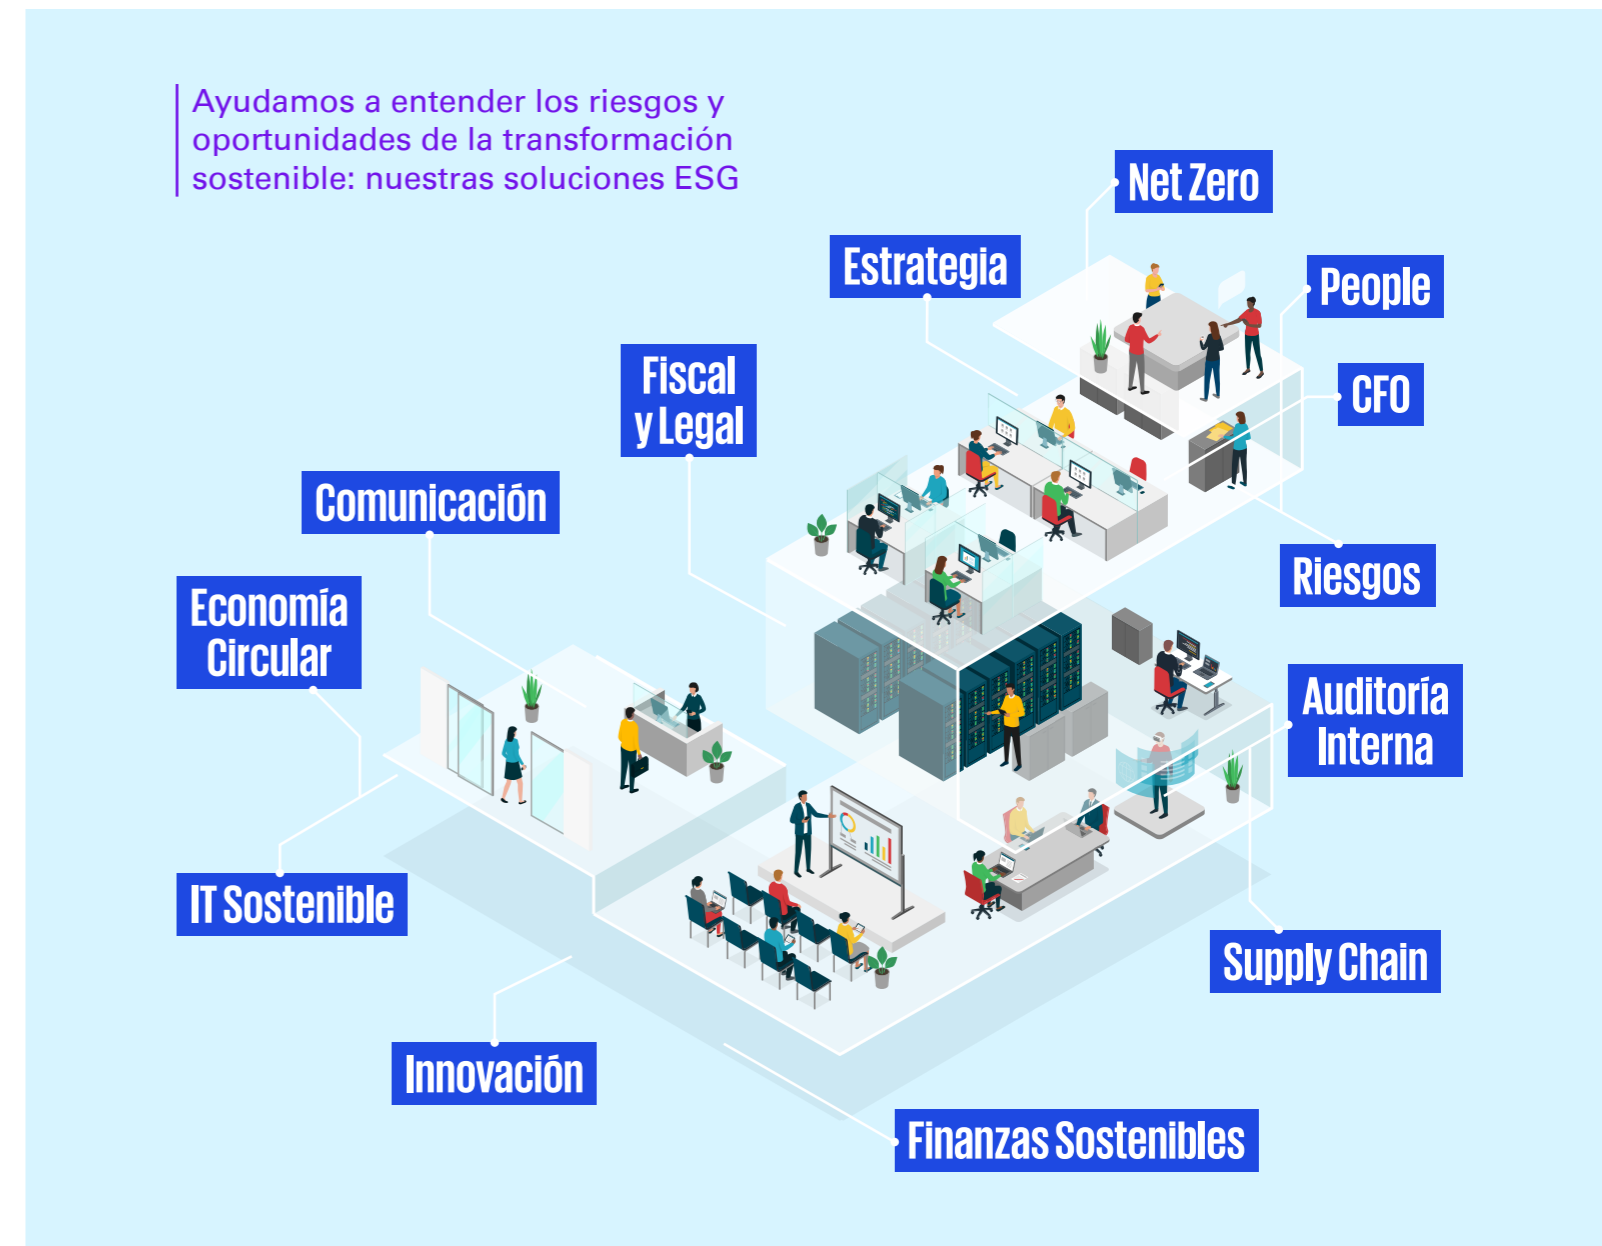 Ayudamos a entender los riesgos y
oportunidades de la transformación
sostenible: nuestras soluciones ESG
Net Zero
Estrategia
People
Fiscal
y Legal
CFO
Comunicación
Riesgos
Economía
Circular
Auditoría
Interna
IT Sostenible
Supply Chain
Innovación
Finanzas Sostenibles